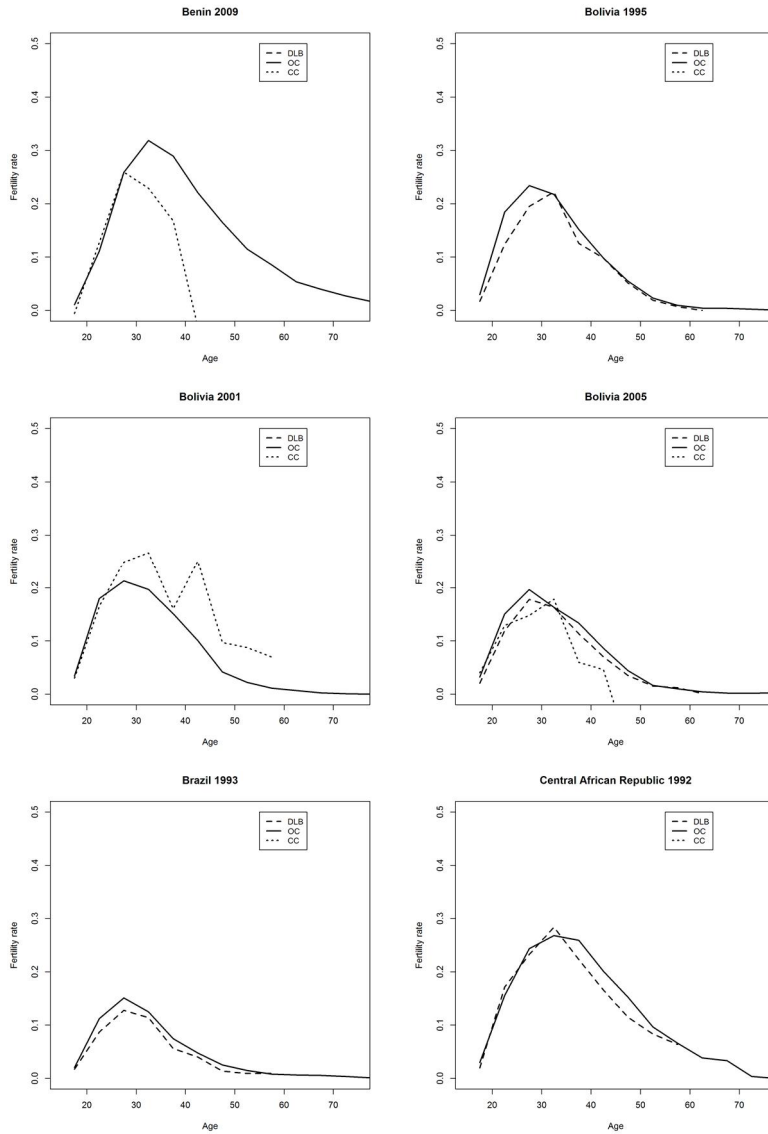 Benin 2009
Fertility rate
0.5
0.4
0.3
0.2
0.1
0.0
DLB
OC
CC
20 30 40 50 60 70
Age
Bolivia 1995
Fertility rate
0.5
0.4
0.3
0.2
0.1
0.0
DLB
OC
CC
20 30 40 50 60 70
Age
Bolivia 2001
Fertility rate
0.5
0.4
0.3
0.2
0.1
0.0
DLB
OC
CC
20 30 40 50 60 70
Age
Bolivia 2005
Fertility rate
0.5
0.4
0.3
0.2
0.1
0.0
DLB
OC
CC
20 30 40 50 60 70
Age
Brazil 1993
Fertility rate
0.5
0.4
0.3
0.2
0.1
0.0
DLB
OC
CC
20 30 40 50 60 70
Age
Central African Republic 1992
Fertility rate
0.5
0.4
0.3
0.2
0.1
0.0
DLB
OC
CC
20 30 40 50 60 70
Age